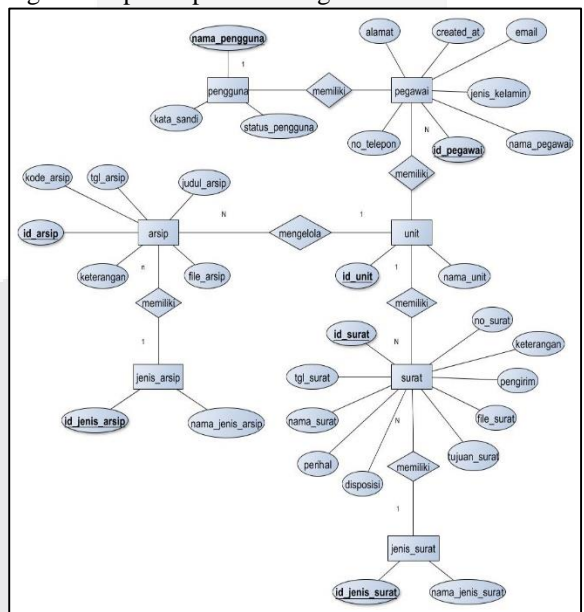 nama_pengguna
alamat
created_at
email
1
pengguna
memiliki
pegawai
jenis_kelamin
kata_sandi
status_pengguna
no_telepon
N
id_pegawai
nama_pegawai
kode_arsip
tgl_arsip
judul_arsip
memiliki
id_arsip
arsip
N
mengelola
1
unit
keterangan
n
file_arsip
id_unit
1
nama_unit
memiliki
memiliki
id_surat
no_surat
1
N
keterangan
jenis_arsip
tgl_surat
surat
pengirim
id_jenis_arsip
nama_jenis_arsip
nama_surat
N
file_surat
perihal
disposisi
memiliki
tujuan_surat
1
jenis_surat
id_jenis_surat
nama_jenis_surat